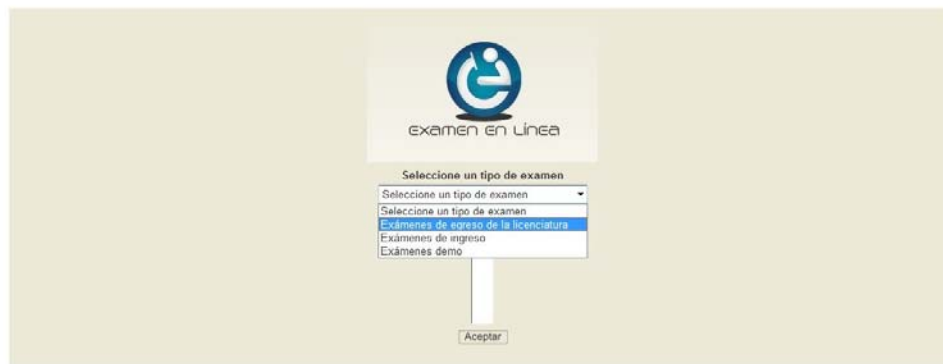 examen en Línea
Seleccione un tipo de examen
Seleccione un tipo de examen
Seleccione un tipo de examen
Exámenes de egreso de la licenciatura
Exámenes de ingreso
Exámenes demo
Aceptar